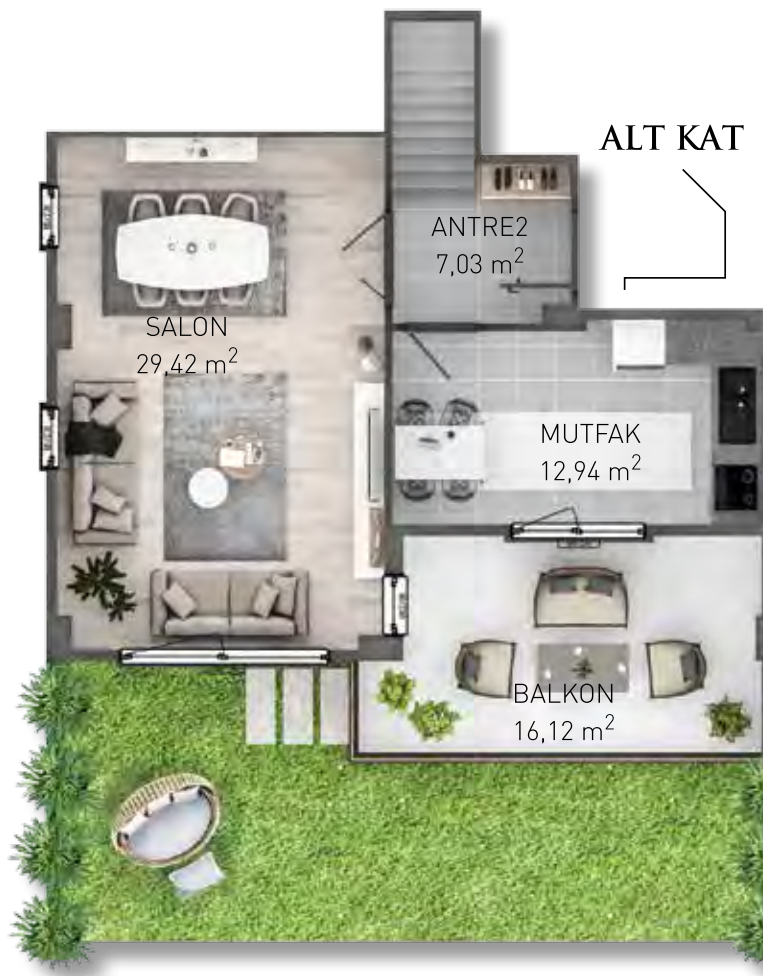 ALT KAT
ANTRE2
7,03 m²
SALON
29,42 m²
MUTFAK
12,94 m²
BALKON
16,12 m²